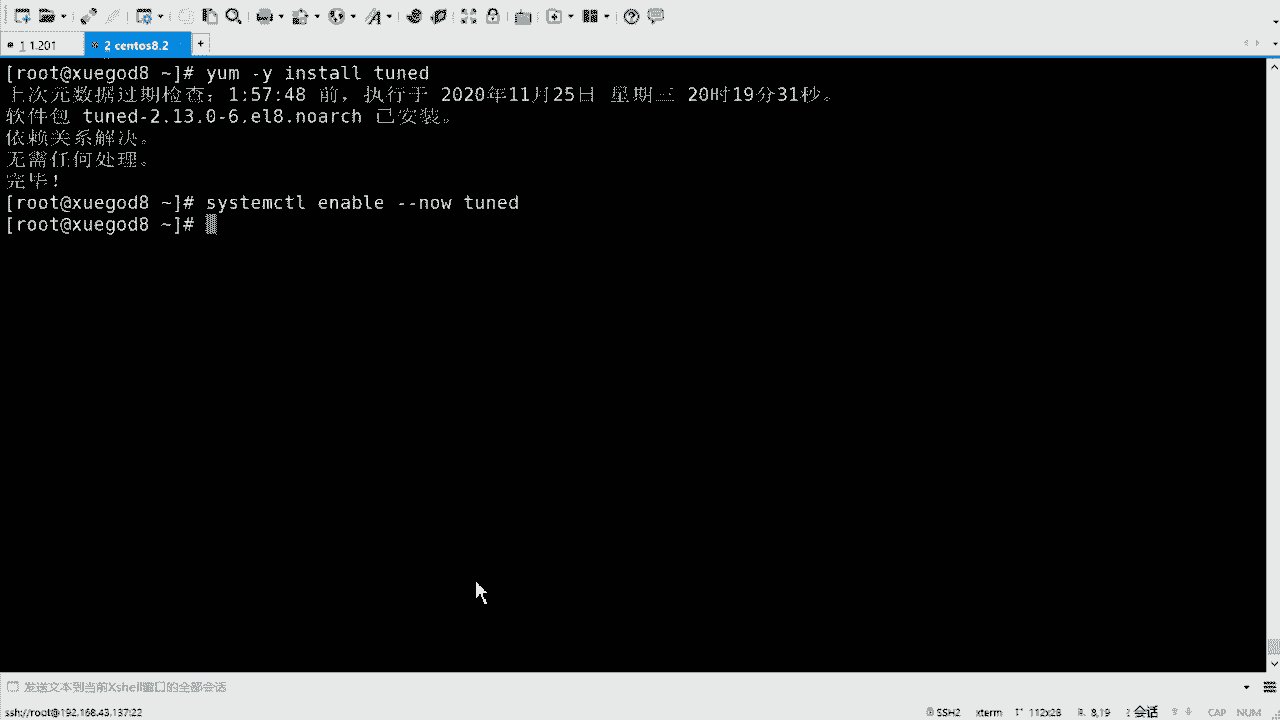 1 1.201
2 centos8.2
+
[root@xuegod8 ~]# yum -y install tuned
上次元数据过期检查：1:57:48 前，执行于 2020年11月25日 星期三 20时19分31秒。
软件包 tuned-2.13.0-6.el8.noarch 已安装。
依赖关系解决。
无需任何处理。
完毕！
[root@xuegod8 ~]# systemctl enable --now tuned
[root@xuegod8 ~]#
发送文本到当前Xshell窗口的全部会话
ssh://root@192.168.43.137:22 SSH2 xterm 112x28 8,19 会话 CAP NUM